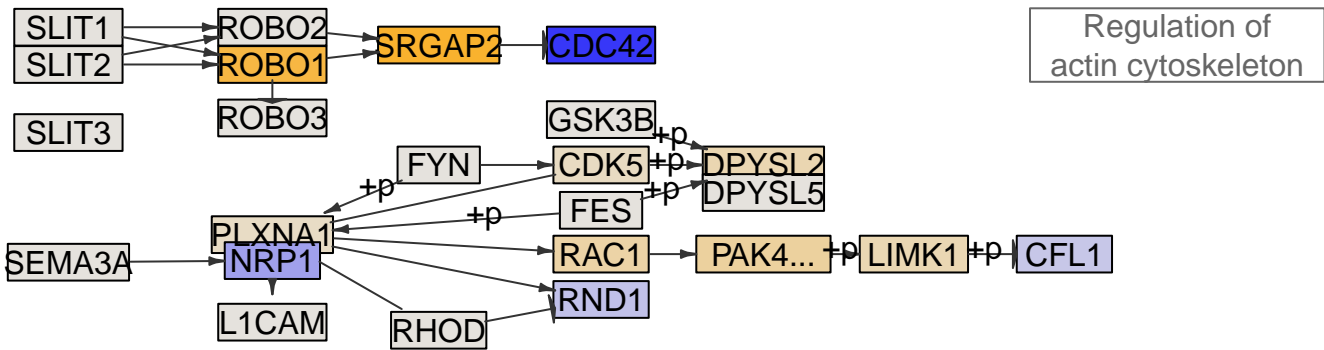 SLIT1
ROBO2
SRGAP2
CDC42
Regulation of
actin cytoskeleton
SLIT2
ROBO1
SLIT3
ROBO3
GSK3B
+p
FYN
CDK5
+p
DPYSL2
+p
FES
+p
DPYSL5
PLXNA1
+p
SEMA3A
NRP1
RAC1
PAK4...
+p
LIMK1
+p
CFL1
RND1
L1CAM
RHOD